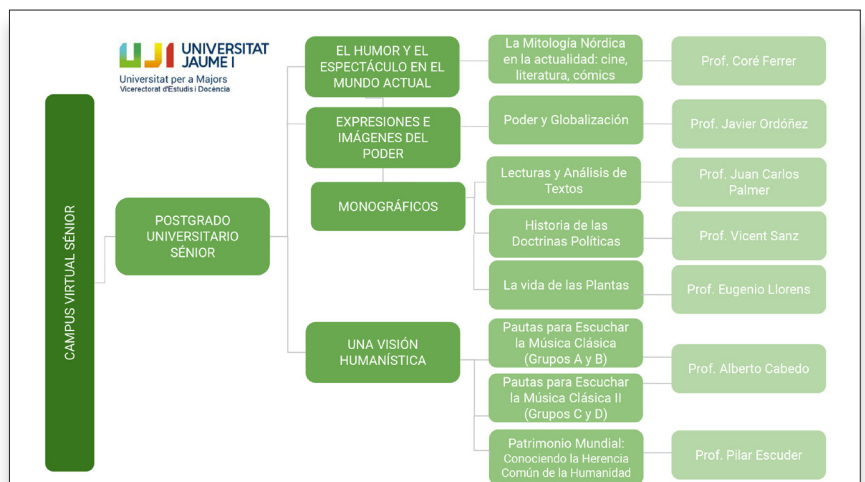 UJI UNIVERSITAT
JAUME I
Universitat per a Majors
Vicerectorat d'Estudis i Docència
CAMPUS VIRTUAL SÉNIOR
POSTGRADO
UNIVERSITARIO
SÉNIOR
EL HUMOR Y EL
ESPECTÁCULO EN EL
MUNDO ACTUAL
La Mitología Nórdica
en la actualidad: cine,
literatura, cómics
Prof. Coré Ferrer
EXPRESIONES E
IMÁGENES DEL
PODER
Poder y Globalización
Prof. Javier Ordóñez
MONOGRÁFICOS
Lecturas y Análisis de
Textos
Prof. Juan Carlos
Palmer
Historia de las
Doctrinas Políticas
Prof. Vicent Sanz
La vida de las Plantas
Prof. Eugenio Llorens
UNA VISIÓN
HUMANÍSTICA
Pautas para Escuchar
la Música Clásica
(Grupos A y B)
Pautas para Escuchar
la Música Clásica II
(Grupos C y D)
Prof. Alberto Cabedo
Patrimonio Mundial:
Conociendo la Herencia
Común de la Humanidad
Prof. Pilar Escuder